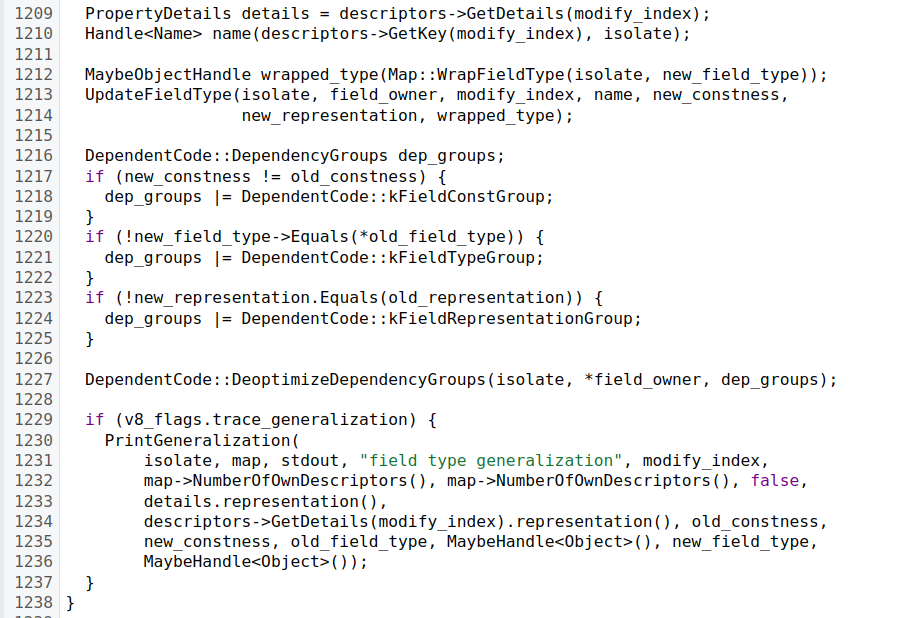 1209 PropertyDetails details = descriptors->GetDetails(modify_index);
1210 Handle<Name> name(descriptors->GetKey(modify_index), isolate);
1211
1212 MaybeObjectHandle wrapped_type(Map::WrapFieldType(isolate, new_field_type));
1213 UpdateFieldType(isolate, field_owner, modify_index, name, new_constness,
1214 new_representation, wrapped_type);
1215
1216 DependentCode::DependencyGroups dep_groups;
1217 if (new_constness != old_constness) {
1218 dep_groups |= DependentCode::kFieldConstGroup;
1219 }
1220 if (!new_field_type->Equals(*old_field_type)) {
1221 dep_groups |= DependentCode::kFieldTypeGroup;
1222 }
1223 if (!new_representation.Equals(old_representation)) {
1224 dep_groups |= DependentCode::kFieldRepresentationGroup;
1225 }
1226
1227 DependentCode::DeoptimizeDependencyGroups(isolate, *field_owner, dep_groups);
1228
1229 if (v8_flags.trace_generalization) {
1230 PrintGeneralization(
1231 isolate, map, stdout, "field type generalization", modify_index,
1232 map->NumberOfOwnDescriptors(), map->NumberOfOwnDescriptors(), false,
1233 details.representation(),
1234 descriptors->GetDetails(modify_index).representation(), old_constness,
1235 new_constness, old_field_type, MaybeHandle<Object>(), new_field_type,
1236 MaybeHandle<Object>());
1237 }
1238 }